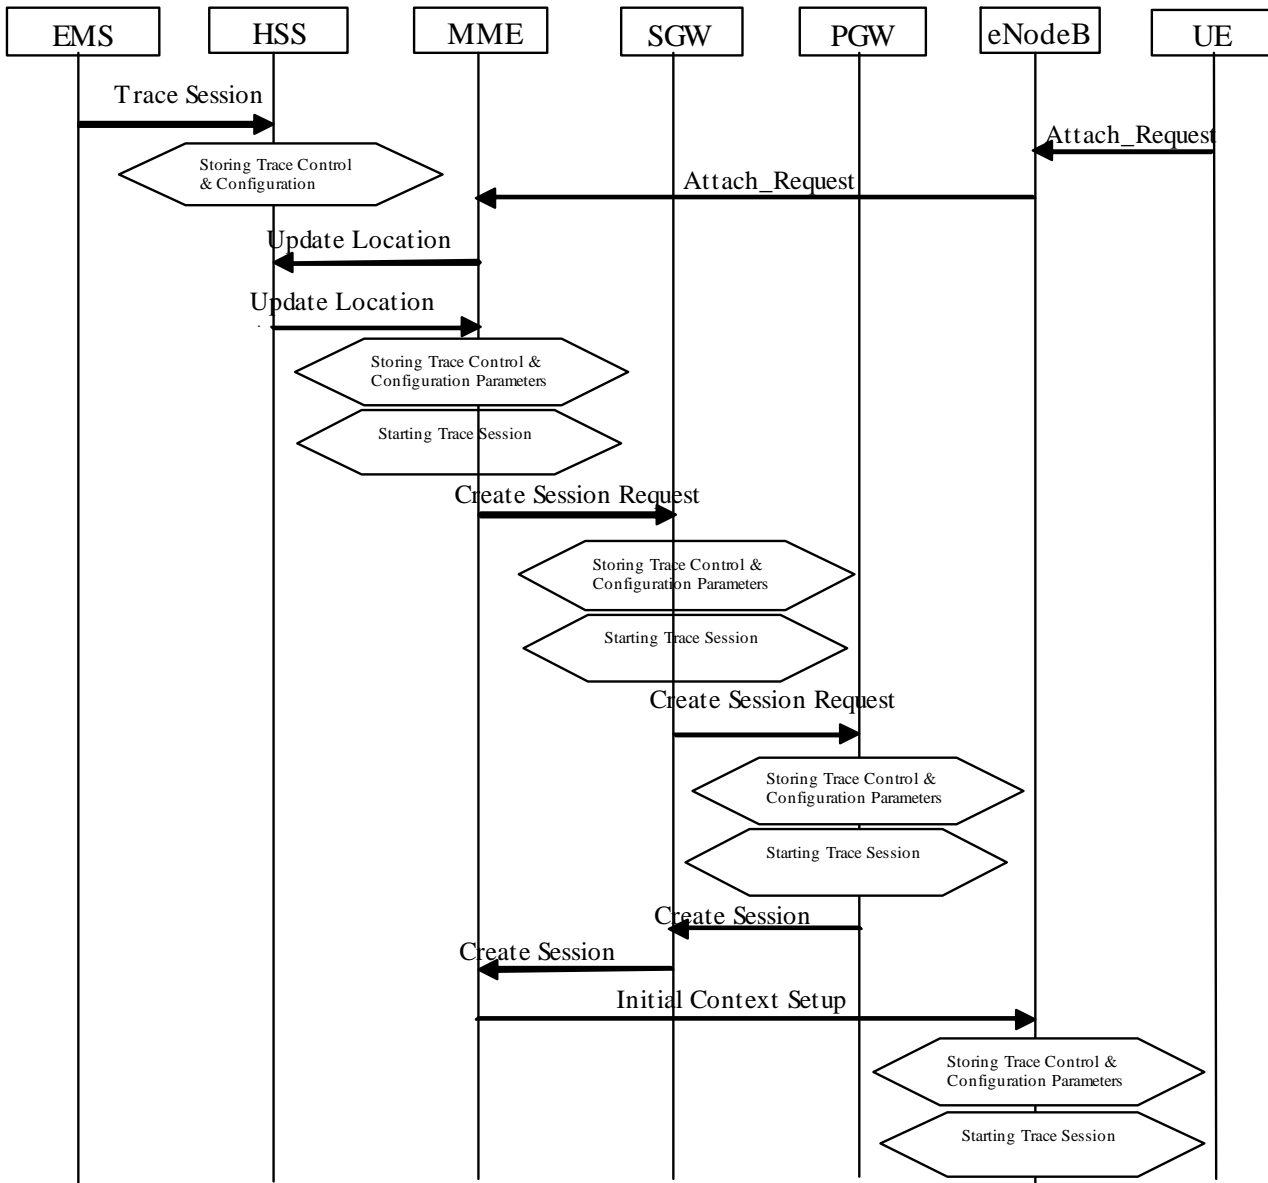 EMS
HSS
MME
SGW
PGW
eNodeB
UE
Trace Session
Attach_Request
Storing Trace Control
& Configuration
Attach_Request
Update Location
Update Location
Storing Trace Control &
Configuration Parameters
Starting Trace Session
Create Session Request
Storing Trace Control &
Configuration Parameters
Starting Trace Session
Create Session Request
Storing Trace Control &
Configuration Parameters
Starting Trace Session
Create Session
Create Session
Initial Context Setup
Storing Trace Control &
Configuration Parameters
Starting Trace Session